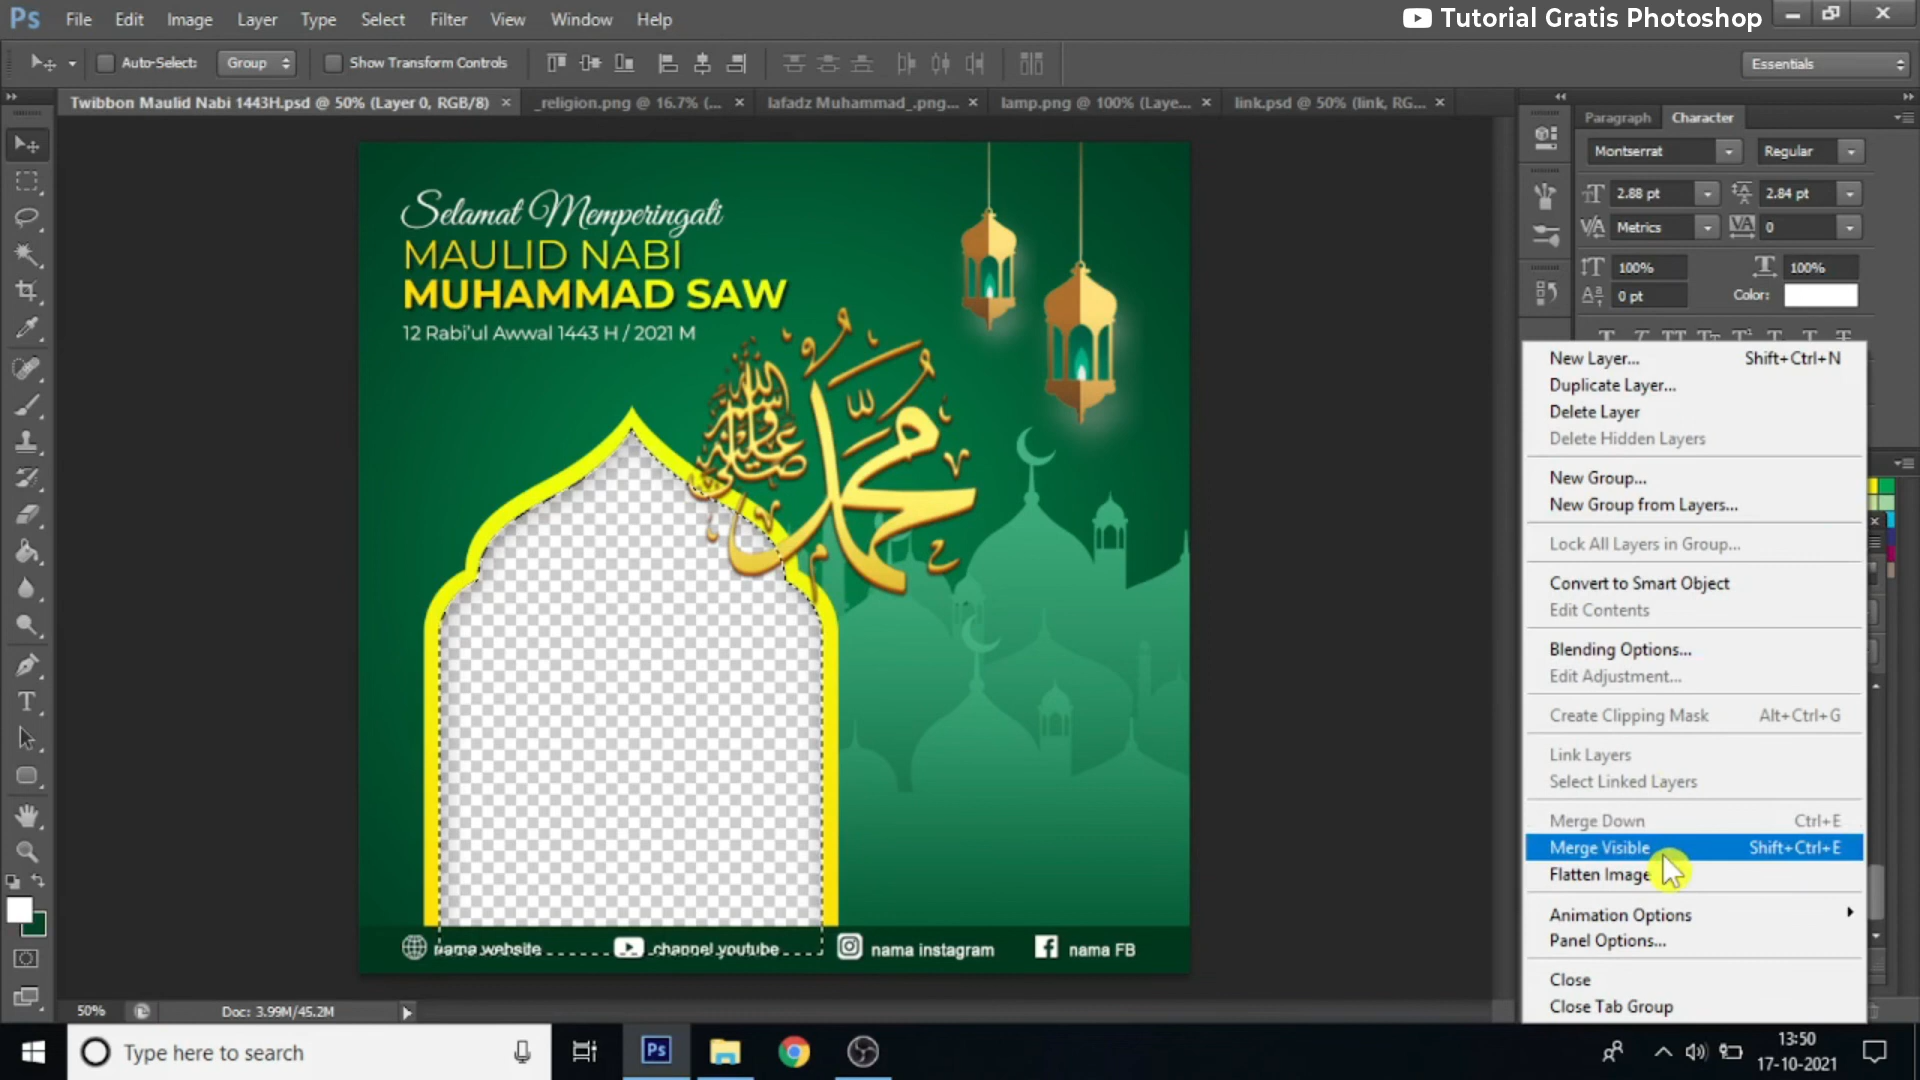 Ps File Edit Image Layer Type Select Filter View Window Help
Tutorial Gratis Photoshop
Auto-Select: Group Show Transform Controls
Essentials
Twibbon Maulid Nabi 1443H.psd @ 50% (Layer 0, RGB/8) ×
_religion.png @ 16.7% (... ×
lafadz Muhammad_.png... ×
lamp.png @ 100% (Laye... ×
link.psd @ 50% (link, RG... ×
Paragraph Character
Montserrat Regular
2.88 pt 2.84 pt
Metrics 0
100% 100%
0 pt Color:
Selamat Memperingati
MAULID NABI
MUHAMMAD SAW
12 Rabi'ul Awwal 1443 H / 2021 M
محمد
صلى الله عليه وسلم
nama website
channel youtube
nama instagram
nama FB
New Layer... Shift+Ctrl+N
Duplicate Layer...
Delete Layer
Delete Hidden Layers
New Group...
New Group from Layers...
Lock All Layers in Group...
Convert to Smart Object
Edit Contents
Blending Options...
Edit Adjustment...
Create Clipping Mask Alt+Ctrl+G
Link Layers
Select Linked Layers
Merge Down Ctrl+E
Merge Visible Shift+Ctrl+E
Flatten Image
Animation Options
Panel Options...
Close
Close Tab Group
50% Doc: 3.99M/45.2M
Type here to search
Ps
13:50
17-10-2021